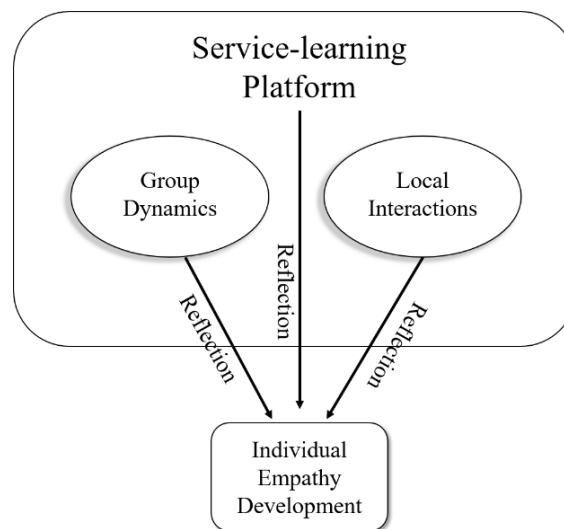 Service-learning
Platform
Group
Dynamics
Local
Interactions
Reflection
Reflection
Reflection
Individual
Empathy
Development